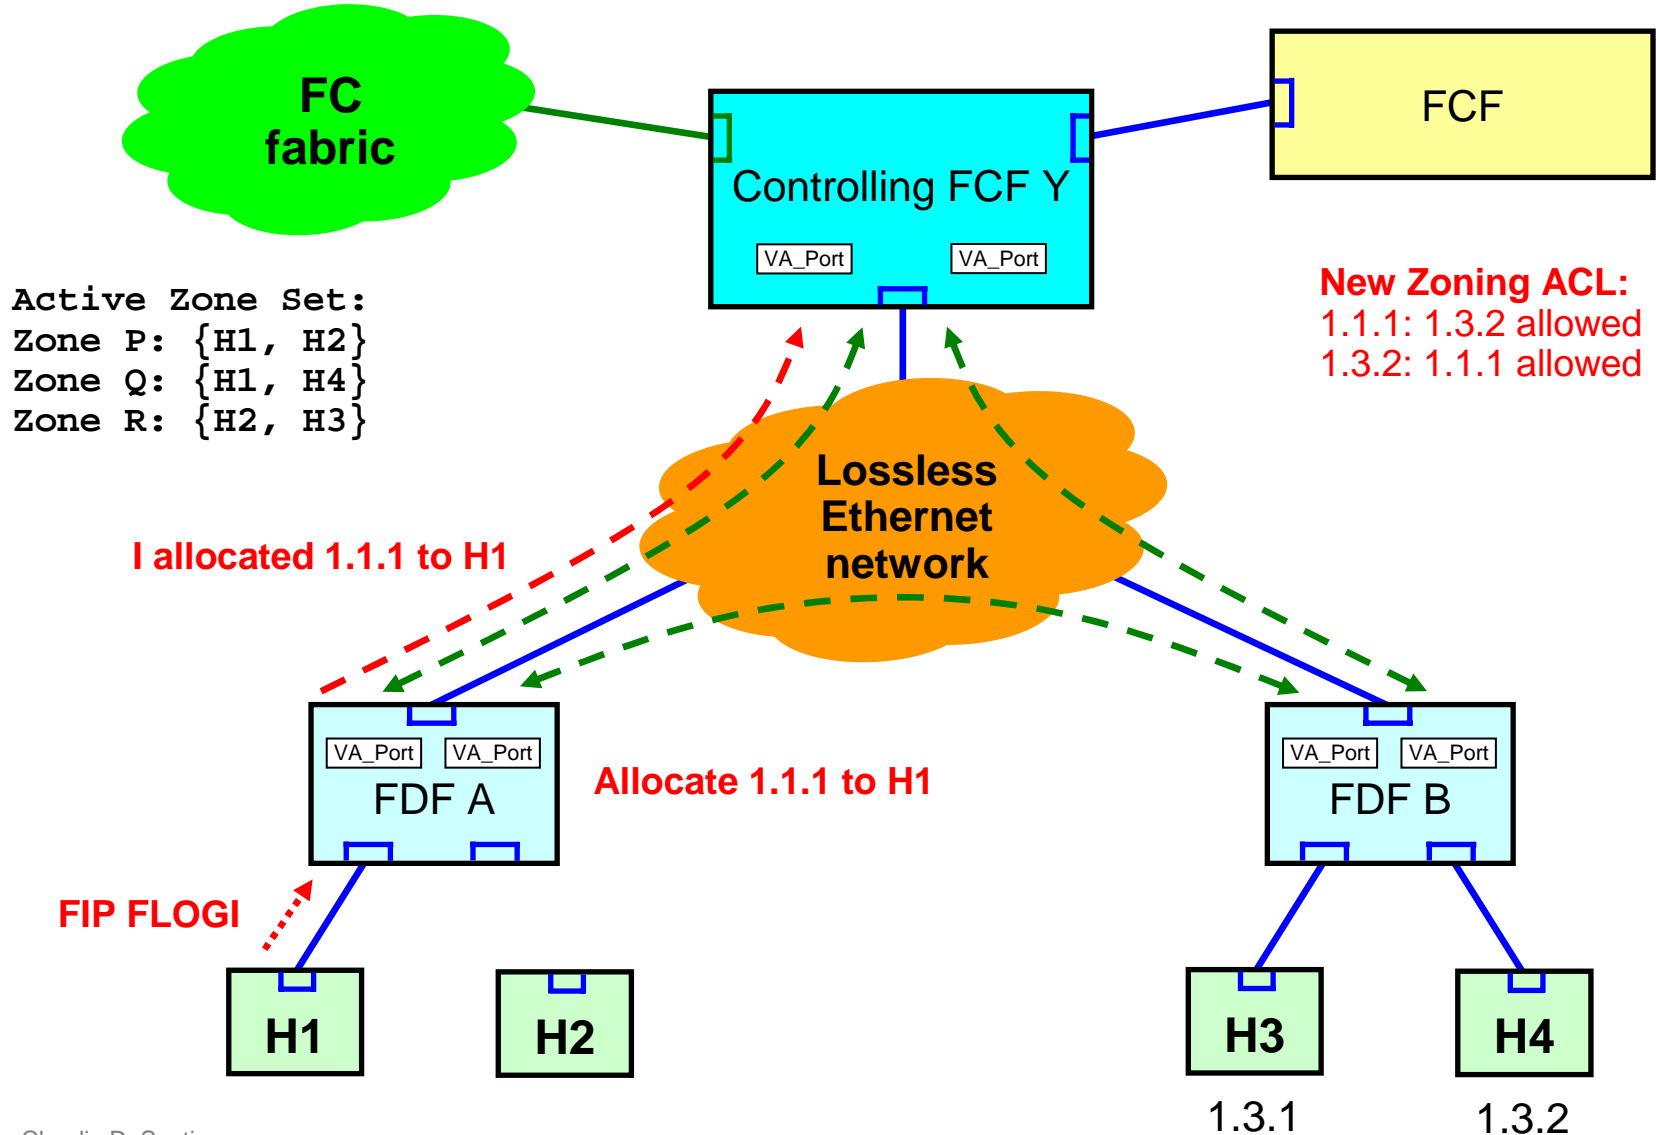 FC
fabric
Controlling FCF Y
VA_Port
VA_Port
FCF
Active Zone Set:
Zone P: {H1, H2}
Zone Q: {H1, H4}
Zone R: {H2, H3}
New Zoning ACL:
1.1.1: 1.3.2 allowed
1.3.2: 1.1.1 allowed
Lossless
Ethernet
network
I allocated 1.1.1 to H1
VA_Port
VA_Port
FDF A
Allocate 1.1.1 to H1
VA_Port
VA_Port
FDF B
FIP FLOGI
H1
H2
H3
H4
1.3.1
1.3.2